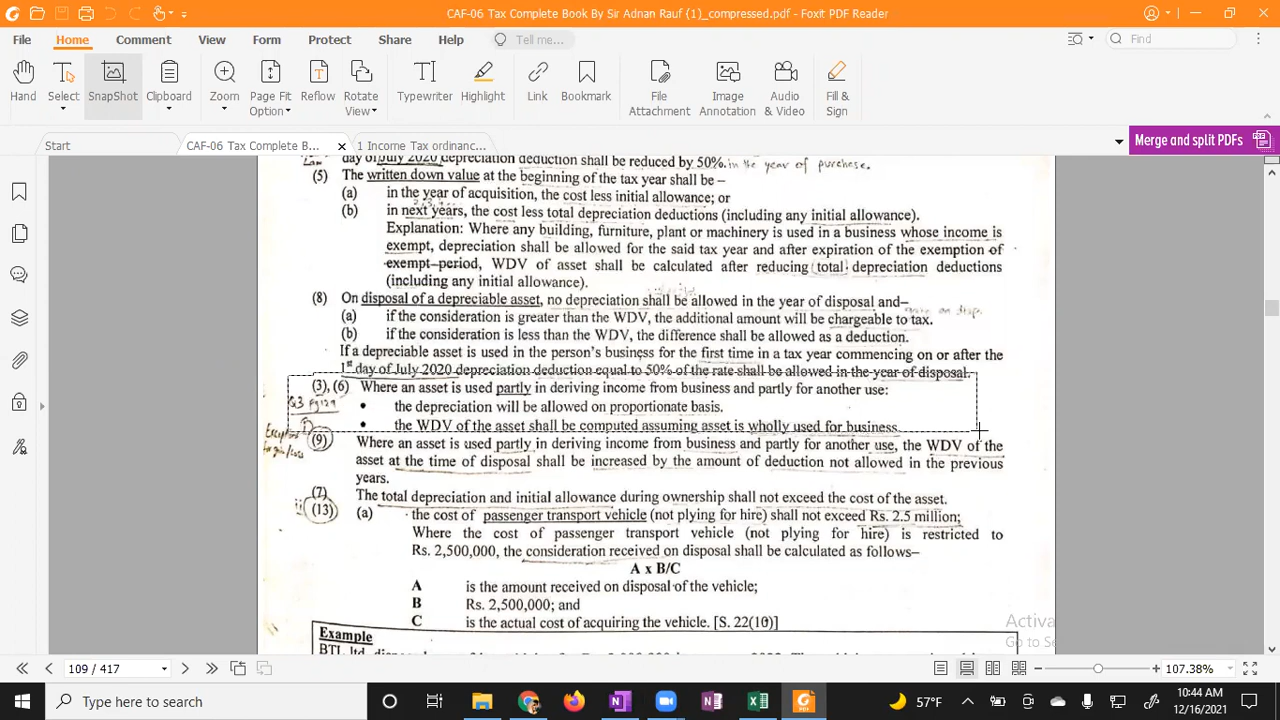 CAF-06 Tax Complete Book By Sir Adnan Rauf (1)_compressed.pdf - Foxit PDF Reader
File Home Comment View Form Protect Share Help Tell me... Find
Hand Select SnapShot Clipboard Zoom Page Fit Option Reflow Rotate View Typewriter Highlight Link Bookmark File Attachment Image Annotation Audio & Video Fill & Sign
Start CAF-06 Tax Complete B... 1 Income Tax ordinanc... Merge and split PDFs
day of July 2020 depreciation deduction shall be reduced by 50%. in the year of purchase.
(5) The written down value at the beginning of the tax year shall be –
(a) in the year of acquisition, the cost less initial allowance; or
(b) in next years, the cost less total depreciation deductions (including any initial allowance).
Explanation: Where any building, furniture, plant or machinery is used in a business whose income is
exempt, depreciation shall be allowed for the said tax year and after expiration of the exemption of
exempt period, WDV of asset shall be calculated after reducing total depreciation deductions
(including any initial allowance).
(8) On disposal of a depreciable asset, no depreciation shall be allowed in the year of disposal and–
(a) if the consideration is greater than the WDV, the additional amount will be chargeable to tax.
(b) if the consideration is less than the WDV, the difference shall be allowed as a deduction.
If a depreciable asset is used in the person's business for the first time in a tax year commencing on or after the
1st day of July 2020 depreciation deduction equal to 50% of the rate shall be allowed in the year of disposal.
(3), (6) Where an asset is used partly in deriving income from business and partly for another use:
• the depreciation will be allowed on proportionate basis.
• the WDV of the asset shall be computed assuming asset is wholly used for business.
(9) Where an asset is used partly in deriving income from business and partly for another use, the WDV of the
asset at the time of disposal shall be increased by the amount of deduction not allowed in the previous
years.
(7) The total depreciation and initial allowance during ownership shall not exceed the cost of the asset.
(13) (a) the cost of passenger transport vehicle (not plying for hire) shall not exceed Rs. 2.5 million;
Where the cost of passenger transport vehicle (not plying for hire) is restricted to
Rs. 2,500,000, the consideration received on disposal shall be calculated as follows–
A x B/C
A is the amount received on disposal of the vehicle;
B Rs. 2,500,000; and
C is the actual cost of acquiring the vehicle. [S. 22(10)]
Example
109 / 417 107.38%
Type here to search 57°F 10:44 AM
12/16/2021